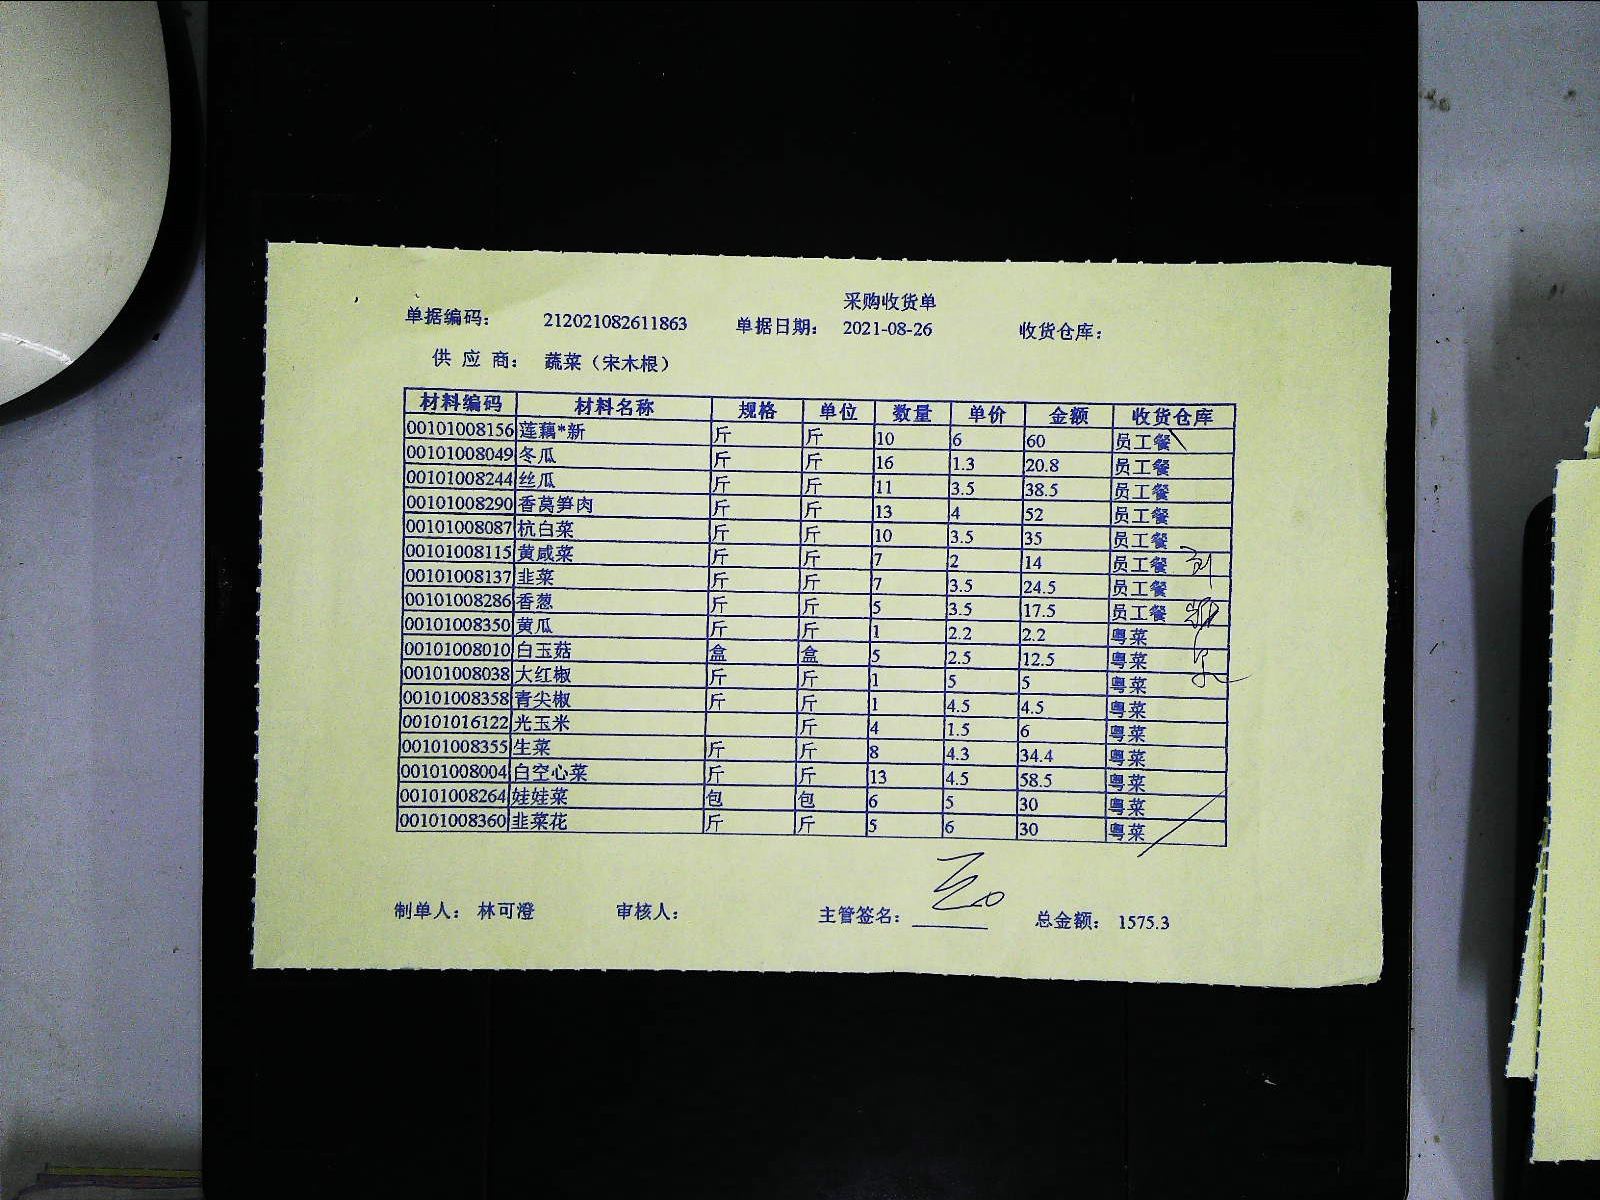 采购收货单
单据编码： 212021082611863 单据日期： 2021-08-26 收货仓库：
供 应 商： 蔬菜（宋木根）
材料编码 材料名称 规格 单位 数量 单价 金额 收货仓库
00101008156 莲藕*新 斤 斤 10 6 60 员工餐
00101008049 冬瓜 斤 斤 16 1.3 20.8 员工餐
00101008244 丝瓜 斤 斤 11 3.5 38.5 员工餐
00101008290 香莴笋肉 斤 斤 13 4 52 员工餐
00101008087 杭白菜 斤 斤 10 3.5 35 员工餐
00101008115 黄咸菜 斤 斤 7 2 14 员工餐
00101008137 韭菜 斤 斤 7 3.5 24.5 员工餐
00101008286 香葱 斤 斤 5 3.5 17.5 员工餐
00101008350 黄瓜 斤 斤 1 2.2 2.2 粤菜
00101008010 白玉菇 盒 盒 5 2.5 12.5 粤菜
00101008038 大红椒 斤 斤 1 5 5 粤菜
00101008358 青尖椒 斤 斤 1 4.5 4.5 粤菜
00101016122 光玉米 斤 4 1.5 6 粤菜
00101008355 生菜 斤 斤 8 4.3 34.4 粤菜
00101008004 白空心菜 斤 斤 13 4.5 58.5 粤菜
00101008264 娃娃菜 包 包 6 5 30 粤菜
00101008360 韭菜花 斤 斤 5 6 30 粤菜
制单人： 林可澄 审核人： 主管签名： 总金额： 1575.3